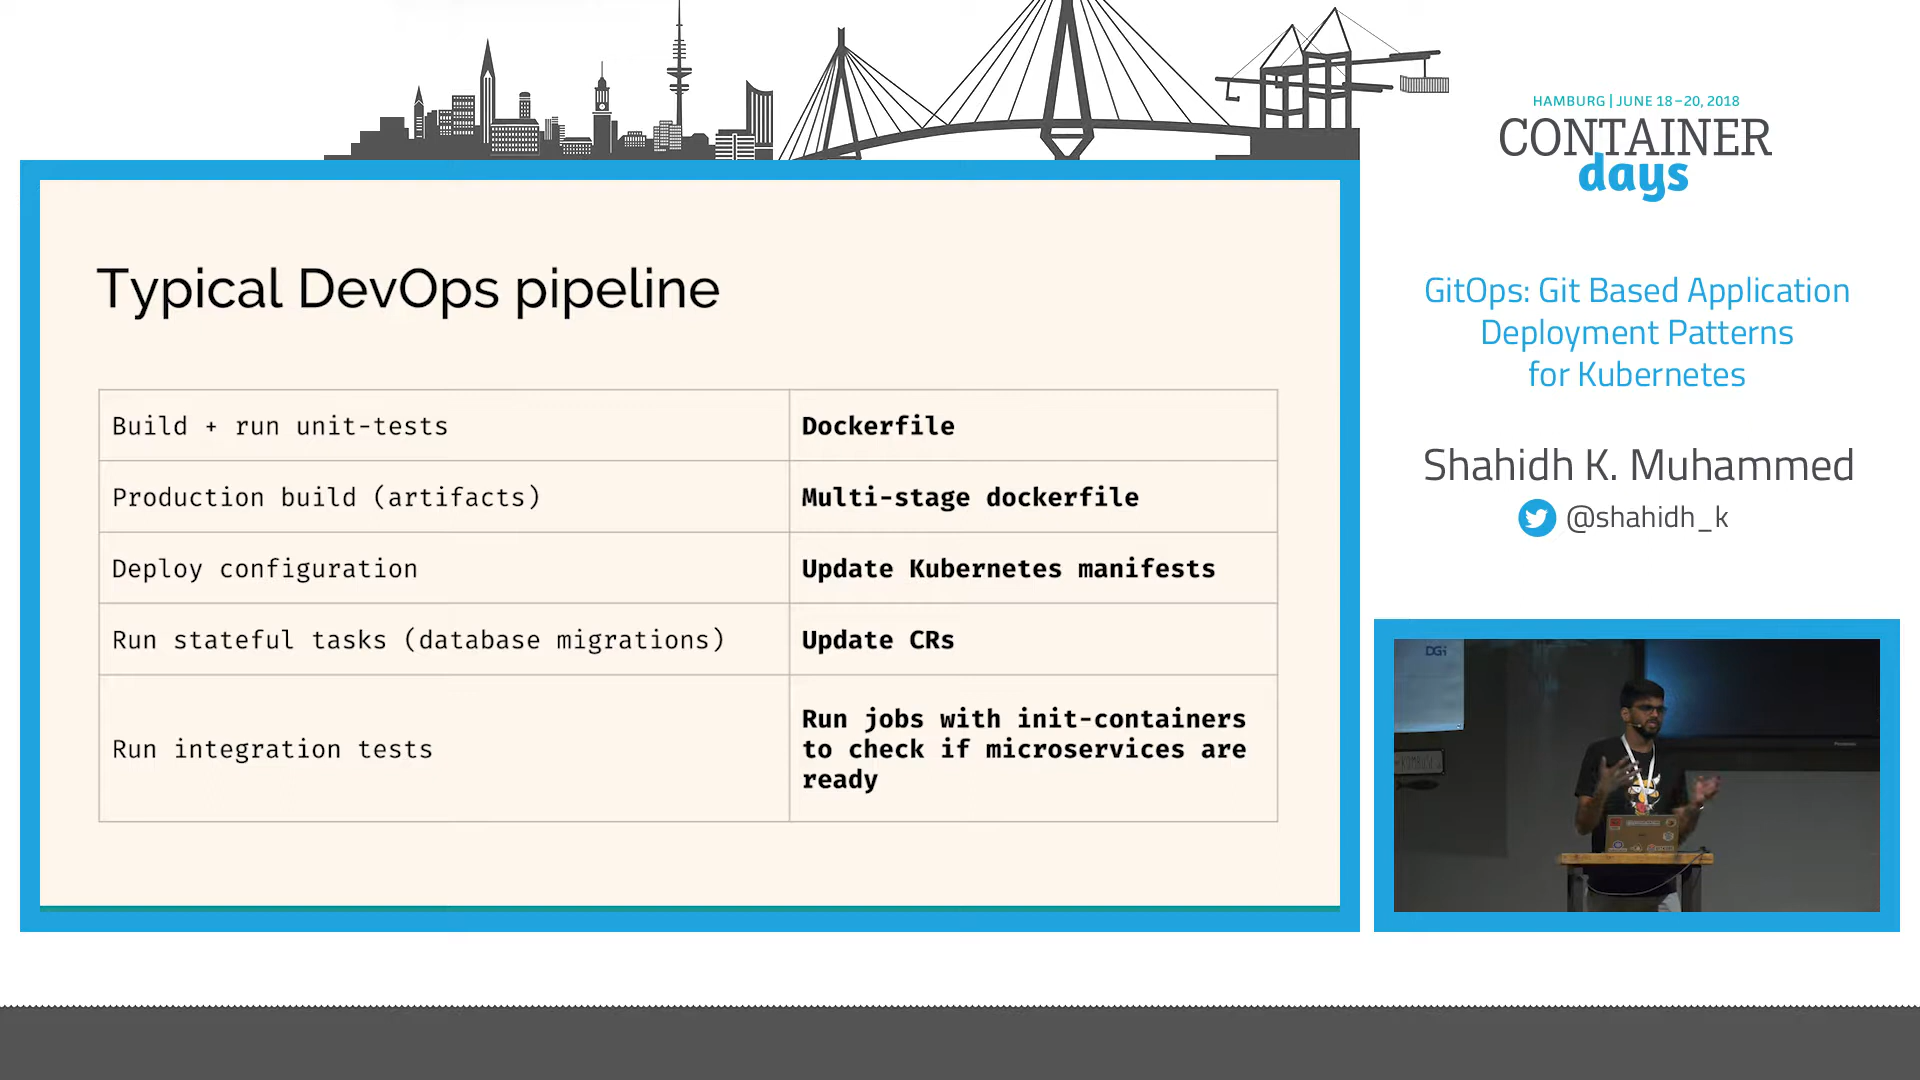 HAMBURG | JUNE 18–20, 2018
CONTAINER
days
Typical DevOps pipeline
Build + run unit-tests
Dockerfile
Production build (artifacts)
Multi-stage dockerfile
Deploy configuration
Update Kubernetes manifests
Run stateful tasks (database migrations)
Update CRs
Run integration tests
Run jobs with init-containers
to check if microservices are
ready
GitOps: Git Based Application
Deployment Patterns
for Kubernetes
Shahidh K. Muhammed
@shahidh_k